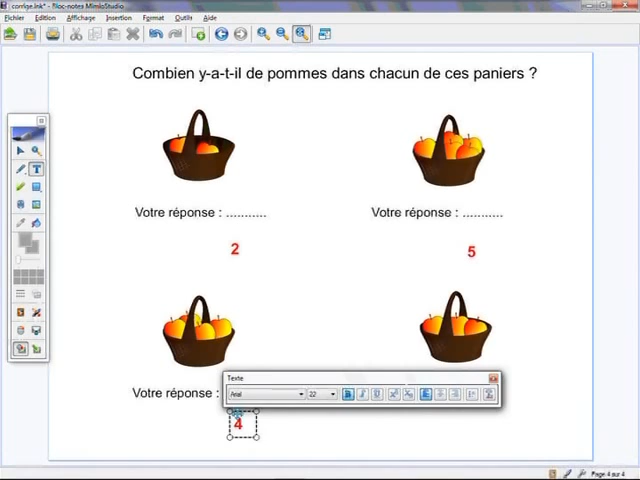 corrige.ink* - Bloc-notes MimioStudio
Fichier Edition Affichage Insertion Format Outils Aide
Combien y-a-t-il de pommes dans chacun de ces paniers ?
Votre réponse : ........... Votre réponse : ...........
2 5
Texte
Votre réponse :
Arial 22
4
Page 4 sur 4